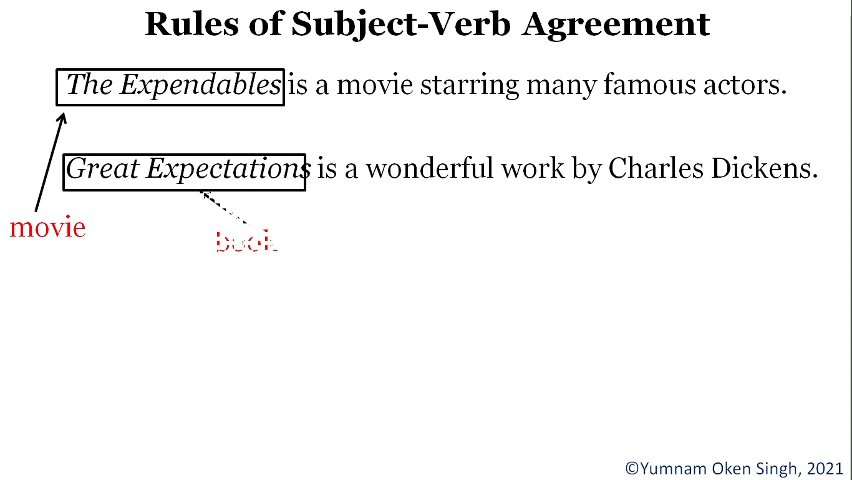 Rules of Subject-Verb Agreement
The Expendables is a movie starring many famous actors.
Great Expectations is a wonderful work by Charles Dickens.
movie
©Yumnam Oken Singh, 2021